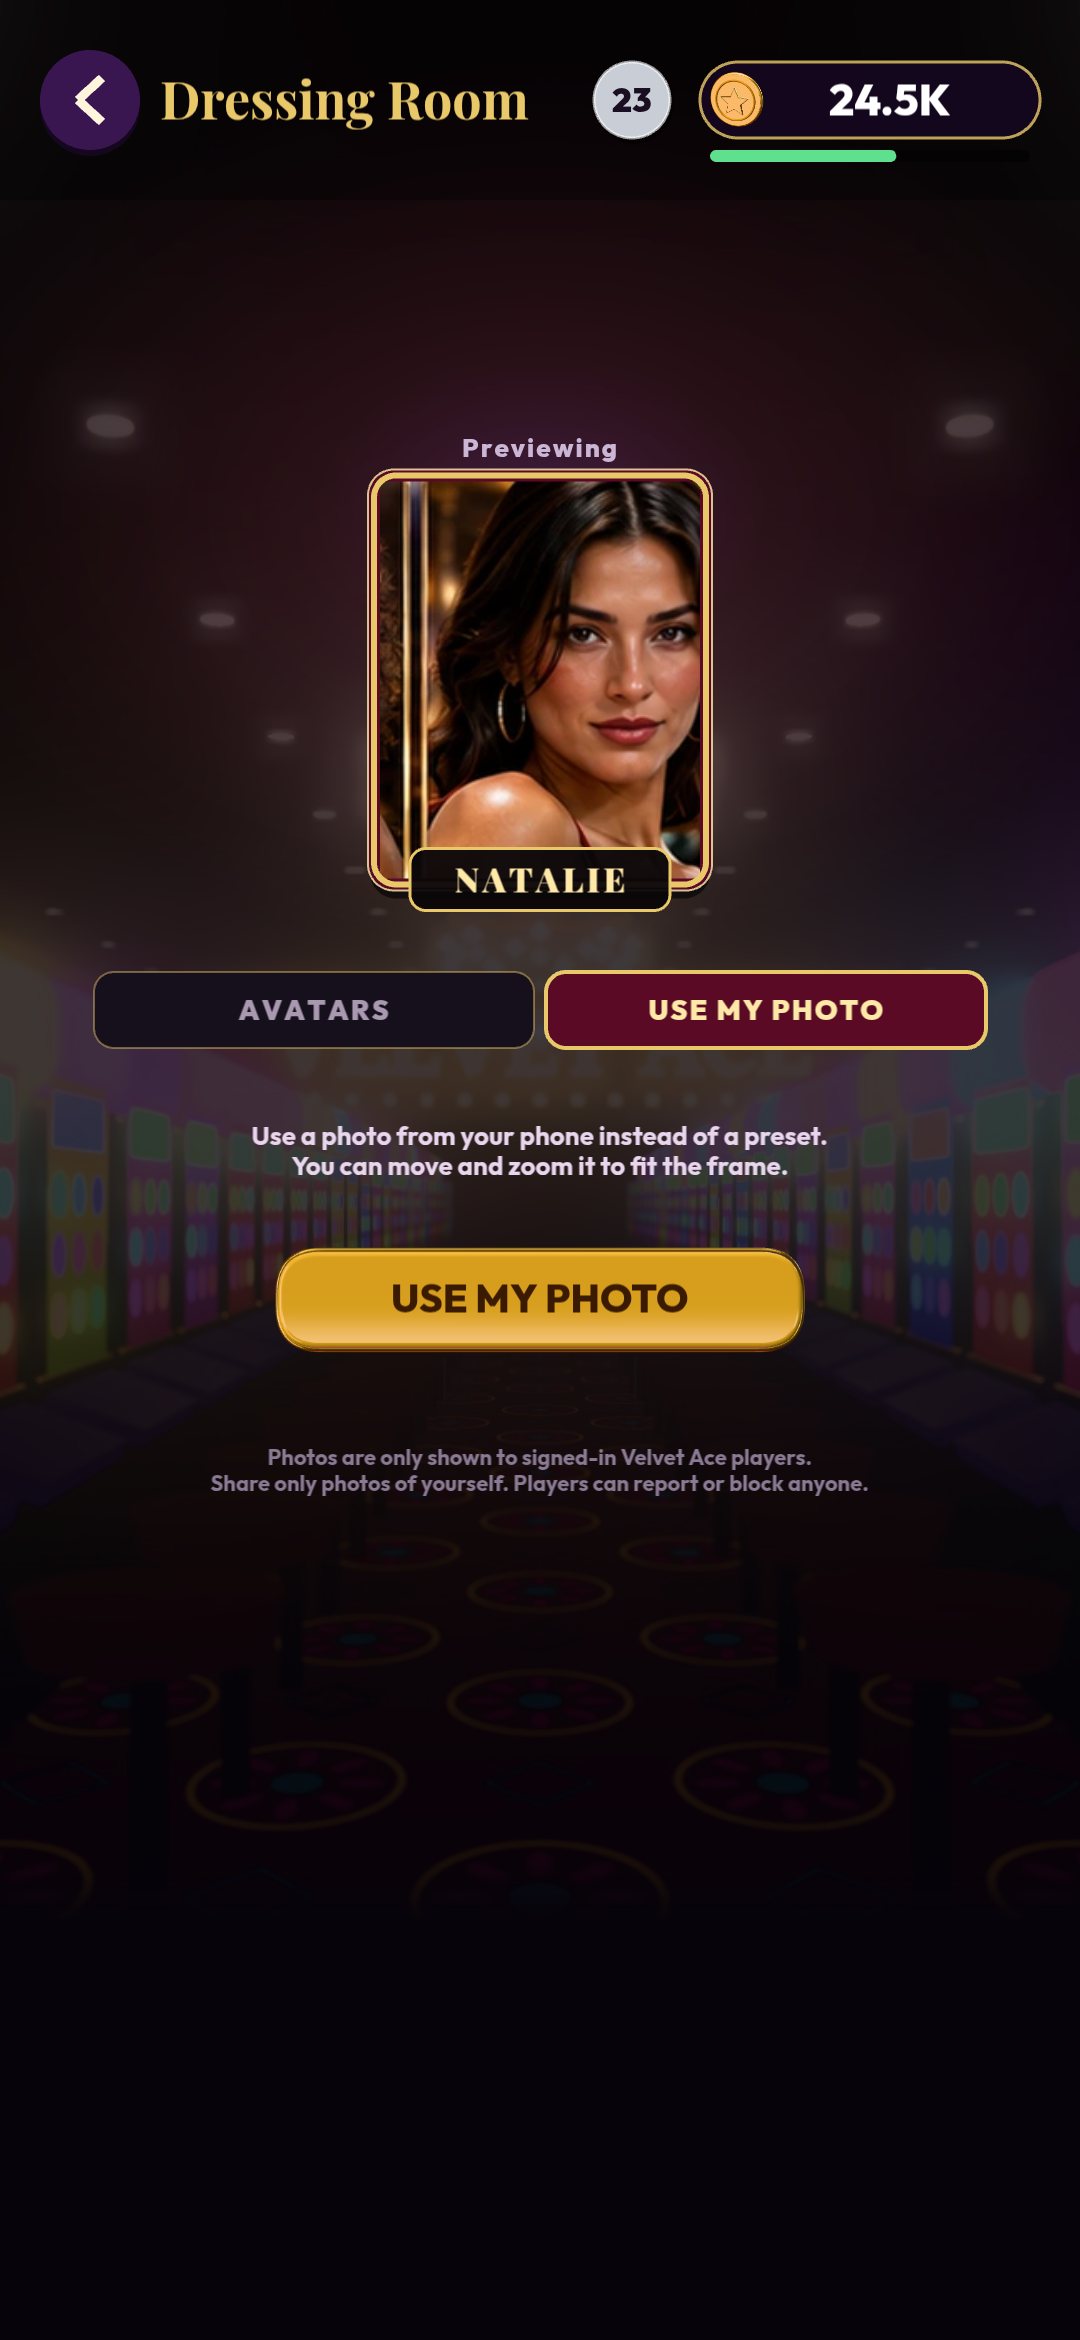 Dressing Room
23
24.5K
Previewing
NATALIE
AVATARS
USE MY PHOTO
VELVET ACE
Use a photo from your phone instead of a preset.
You can move and zoom it to fit the frame.
USE MY PHOTO
Photos are only shown to signed-in Velvet Ace players.
Share only photos of yourself. Players can report or block anyone.